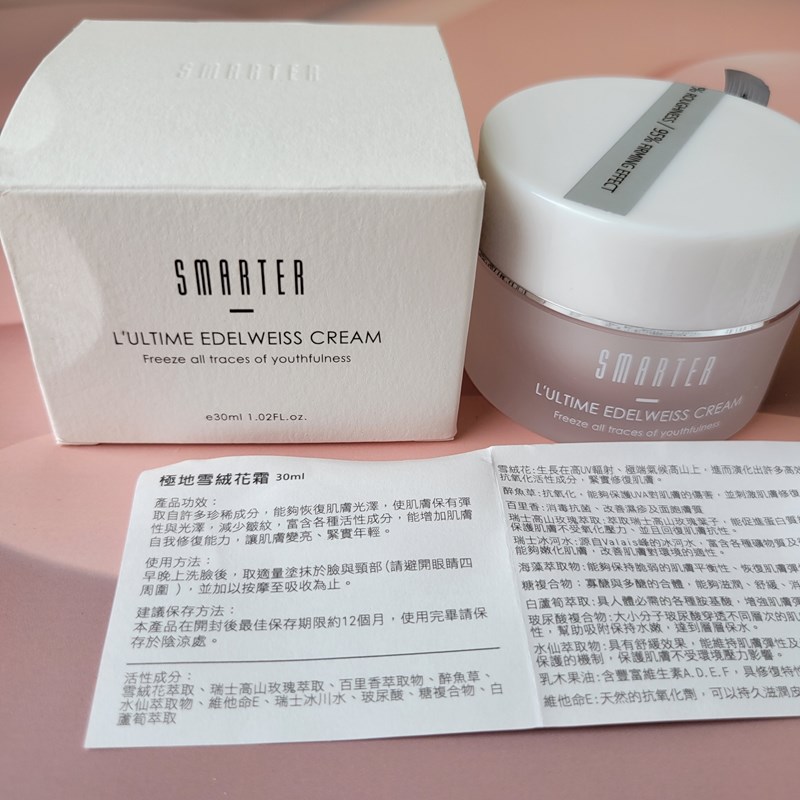 SMARTER
SMARTER
L'ULTIME EDELWEISS CREAM
Freeze all traces of youthfulness
e30ml 1.02FL.oz.
ROUGHNESS / 95% FIRMING EFFECT
SMARTER
L'ULTIME EDELWEISS CREAM
Freeze all traces of youthfulness
極地雪絨花霜 30ml
產品功效：
取自許多珍稀成分，能夠恢復肌膚光澤，使肌膚保有彈
性與光澤，減少皺紋，富含各種活性成分，能增加肌膚
自我修復能力，讓肌膚變亮、緊實年輕。
使用方法：
早晚上洗臉後，取適量塗抹於臉與頸部(請避開眼睛四
周圍 ），並加以按摩至吸收為止。
建議保存方法：
本產品在開封後最佳保存期限約12個月，使用完畢請保
存於陰涼處。
活性成分：
雪絨花萃取、瑞士高山玫瑰萃取、百里香萃取物、醉魚草、
水仙萃取物、維他命E、瑞士冰川水、玻尿酸、糖複合物、白
蘆筍萃取
雪絨花：生長在高UV輻射，極端氣候高山上，進而演化出許多高
抗氧化活性成分，緊實修復肌膚。
醉魚草：抗氧化，能夠保護UVA對肌膚的傷害，並刺激肌膚修
百里香：消毒抗菌、改善濕疹及面皰膚質
瑞士高山玫瑰萃取：萃取瑞士高山玫瑰葉子，能促進蛋白質
保護肌膚不受氧化壓力、並且回復肌膚抗性。
瑞士冰河水：源自Valais峰的冰河水，富含各種礦物質及
能夠嫩化肌膚，改善肌膚對環境的適性。
海藻萃取物：能夠保持脆弱的肌膚平衡性、恢復肌膚
糖複合物：寡醣與多醣的合體，能夠滋潤、舒緩、
白蘆筍萃取：具人體必需的各種胺基酸，增強肌膚
玻尿酸複合物：大小分子玻尿酸穿透不同層次的肌
性，幫助吸附保持水嫩，達到層層保水。
水仙萃取物：具有舒緩效果，能維持肌膚彈性及
保護的機制，保護肌膚不受環境壓力影響。
乳木果油：含豐富維生素A.D.E.F，具修復特
維他命E：天然的抗氧化劑，可以持久滋潤